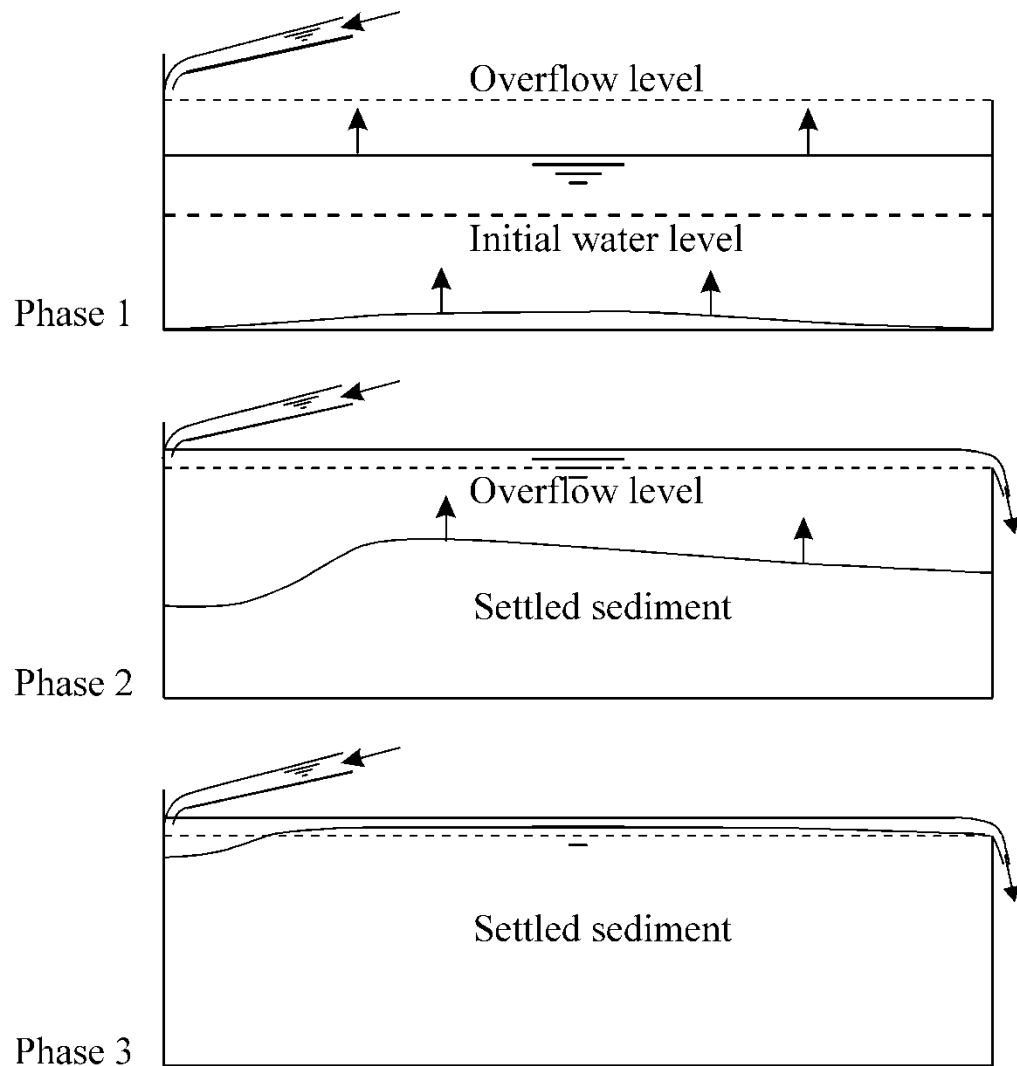 Overflow level
Initial water level
Phase 1
Overflow level
Settled sediment
Phase 2
Settled sediment
Phase 3